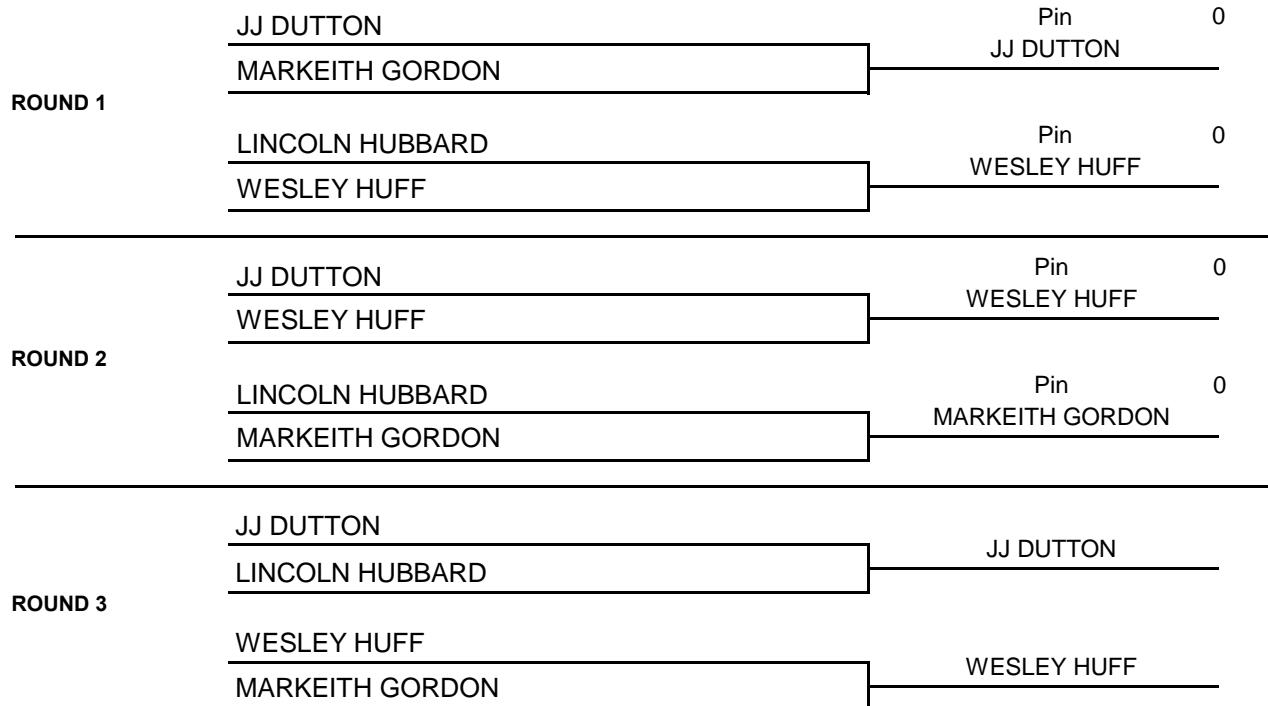 JJ DUTTON
Pin 0
JJ DUTTON
MARKEITH GORDON
ROUND 1
LINCOLN HUBBARD
Pin 0
WESLEY HUFF
WESLEY HUFF
JJ DUTTON
Pin 0
WESLEY HUFF
WESLEY HUFF
ROUND 2
LINCOLN HUBBARD
Pin 0
MARKEITH GORDON
MARKEITH GORDON
JJ DUTTON
JJ DUTTON
LINCOLN HUBBARD
ROUND 3
WESLEY HUFF
WESLEY HUFF
MARKEITH GORDON